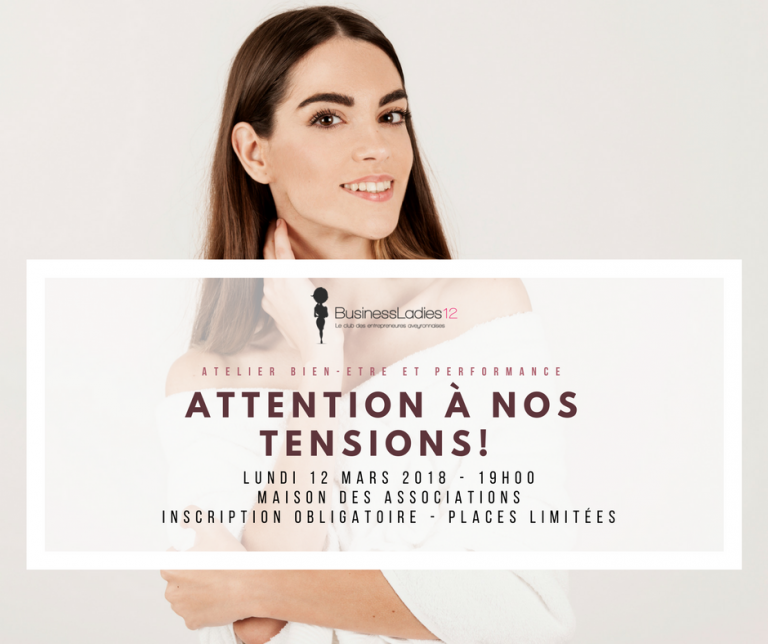 BusinessLadies12
Le club des entrepreneures aveyronnaises
ATELIER BIEN-ETRE ET PERFORMANCE
ATTENTION À NOS
TENSIONS!
LUNDI 12 MARS 2018 - 19H00
MAISON DES ASSOCIATIONS
INSCRIPTION OBLIGATOIRE - PLACES LIMITÉES